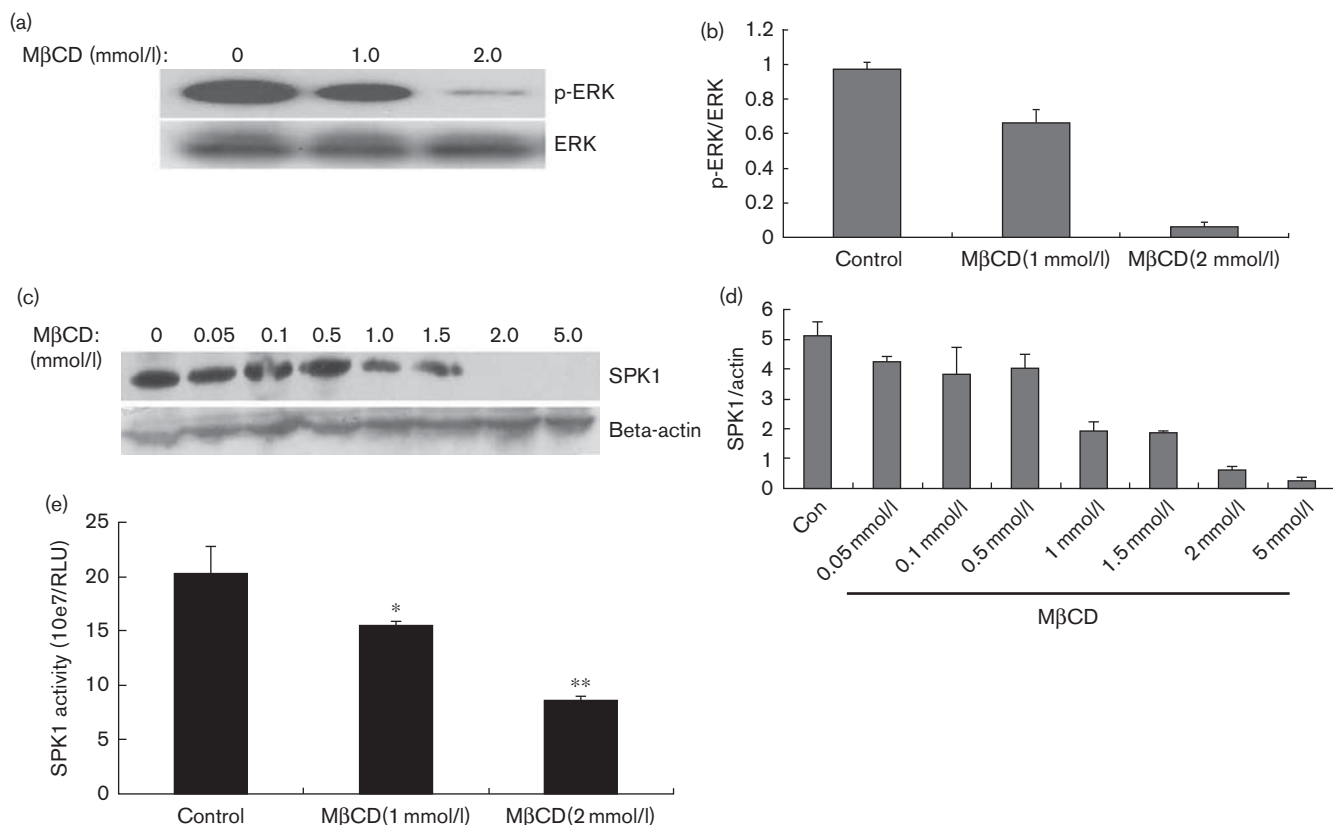 (a)
MβCD (mmol/l): 0 1.0 2.0
p-ERK
ERK
(b)
1.2
1
0.8
0.6
0.4
0.2
0
p-ERK/ERK
Control MβCD(1 mmol/l) MβCD(2 mmol/l)
(c)
MβCD: 0 0.05 0.1 0.5 1.0 1.5 2.0 5.0
(mmol/l)
SPK1
Beta-actin
(d)
6
5
4
3
2
1
0
SPK1/actin
Con 0.05 mmol/l 0.1 mmol/l 0.5 mmol/l 1 mmol/l 1.5 mmol/l 2 mmol/l 5 mmol/l
MβCD
(e)
25
20
15
10
5
0
SPK1 activity (10e7/RLU)
*
**
Control MβCD(1 mmol/l) MβCD(2 mmol/l)